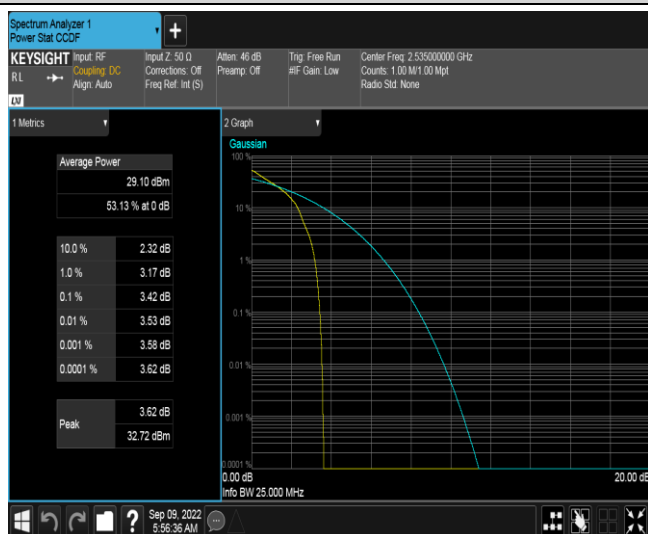 Spectrum Analyzer 1
Power Stat CCDF
+
KEYSIGHT
RL
LXI
Input: RF
Coupling: DC
Align: Auto
Input Z: 50 Ω
Corrections: Off
Freq Ref: Int (S)
Atten: 46 dB
Preamp: Off
Trig: Free Run
#IF Gain: Low
Center Freq: 2.535000000 GHz
Counts: 1.00 M/1.00 Mpt
Radio Std: None
1 Metrics
Average Power
29.10 dBm
53.13 % at 0 dB
10.0 % 2.32 dB
1.0 % 3.17 dB
0.1 % 3.42 dB
0.01 % 3.53 dB
0.001 % 3.58 dB
0.0001 % 3.62 dB
Peak
3.62 dB
32.72 dBm
2 Graph
Gaussian
100 %
10 %
1 %
0.1 %
0.01 %
0.001 %
0.0001 %
0.00 dB
20.00 dB
Info BW 25.000 MHz
?
Sep 09, 2022
5:56:36 AM